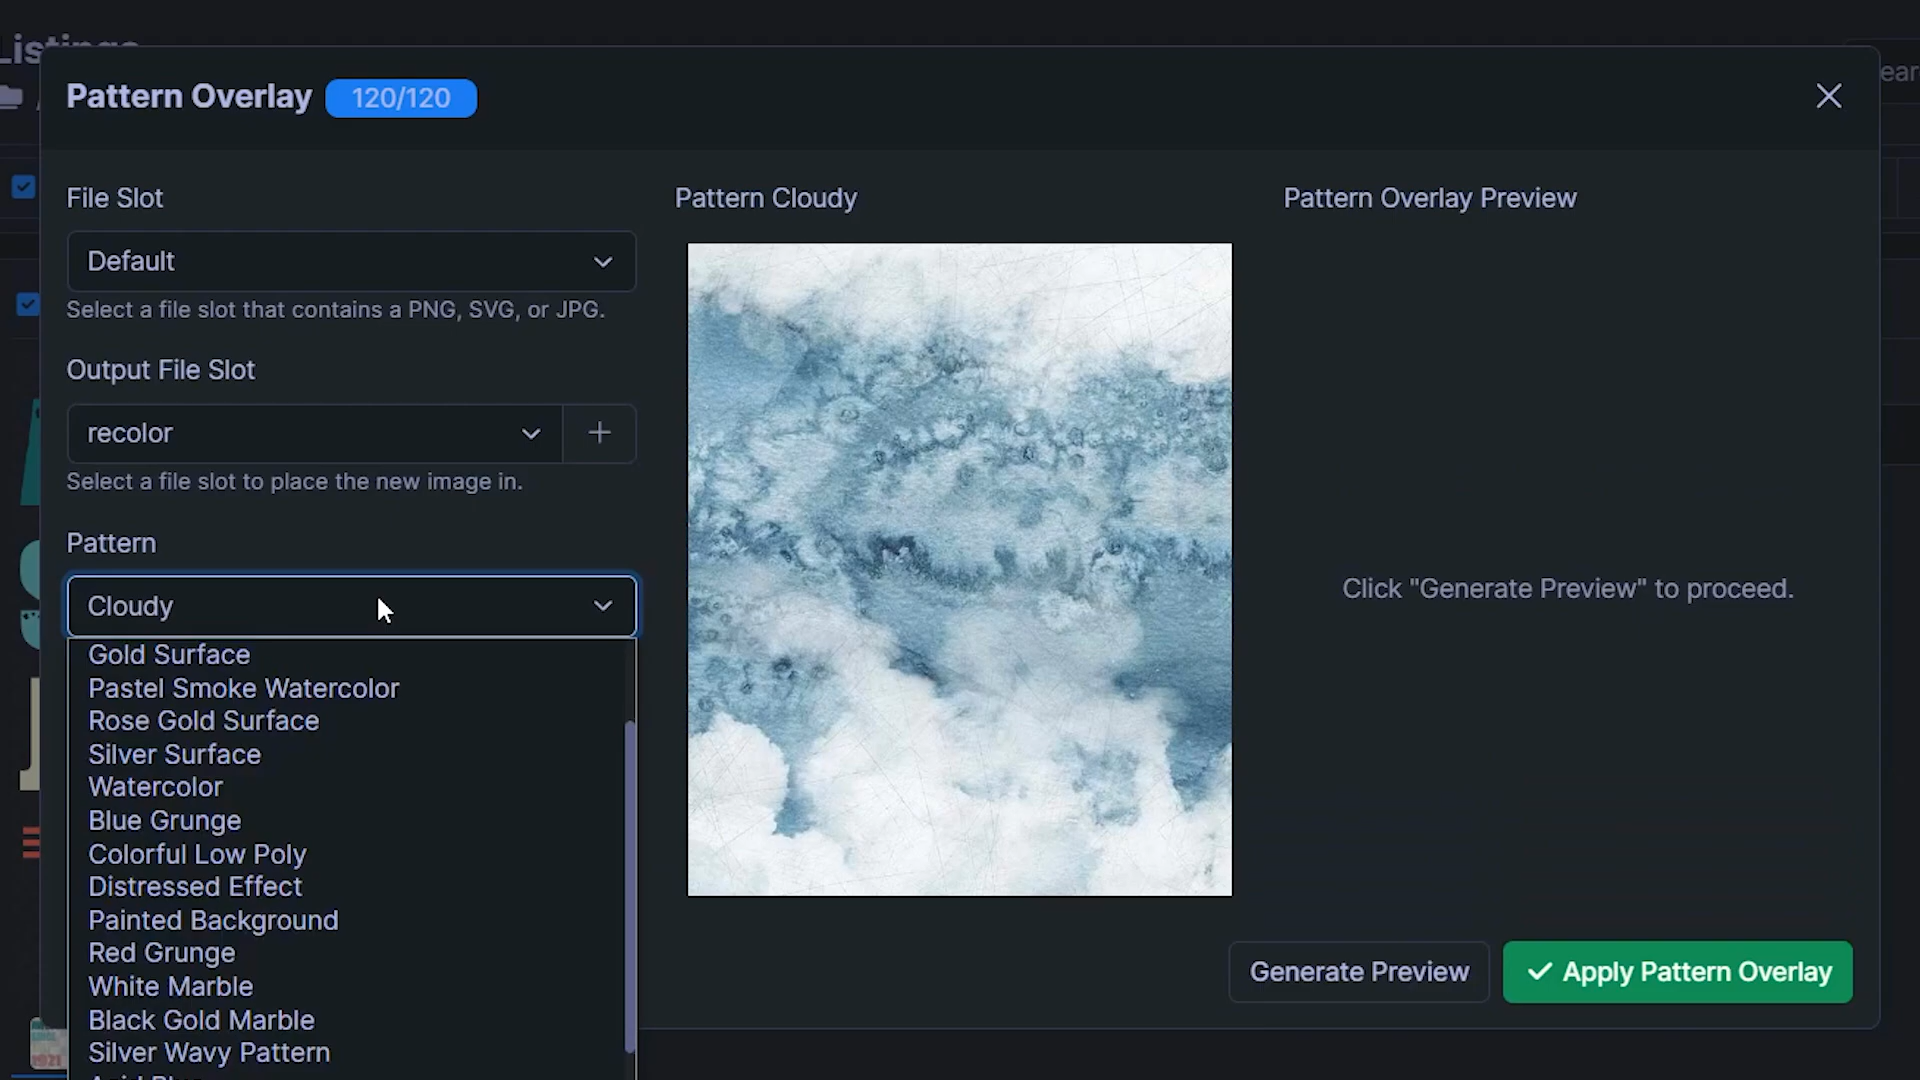 Listings
Pattern Overlay
120/120
File Slot
Default
Select a file slot that contains a PNG, SVG, or JPG.
Output File Slot
recolor
Select a file slot to place the new image in.
Pattern
Cloudy
Gold Surface
Pastel Smoke Watercolor
Rose Gold Surface
Silver Surface
Watercolor
Blue Grunge
Colorful Low Poly
Distressed Effect
Painted Background
Red Grunge
White Marble
Black Gold Marble
Silver Wavy Pattern
Pattern Cloudy
Pattern Overlay Preview
Click "Generate Preview" to proceed.
Generate Preview
Apply Pattern Overlay
1921